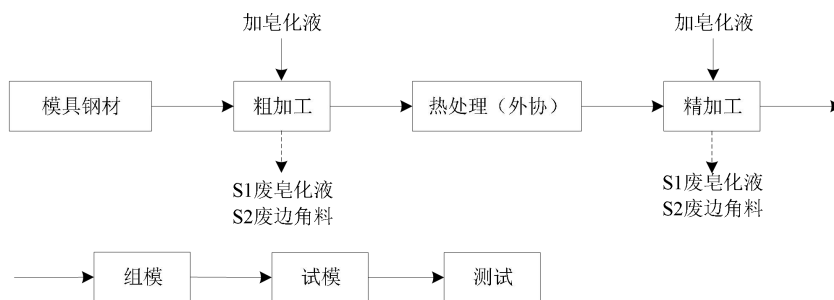 加皂化液
加皂化液
模具钢材
粗加工
热处理（外协）
精加工
S1废皂化液
S2废边角料
S1废皂化液
S2废边角料
组模
试模
测试